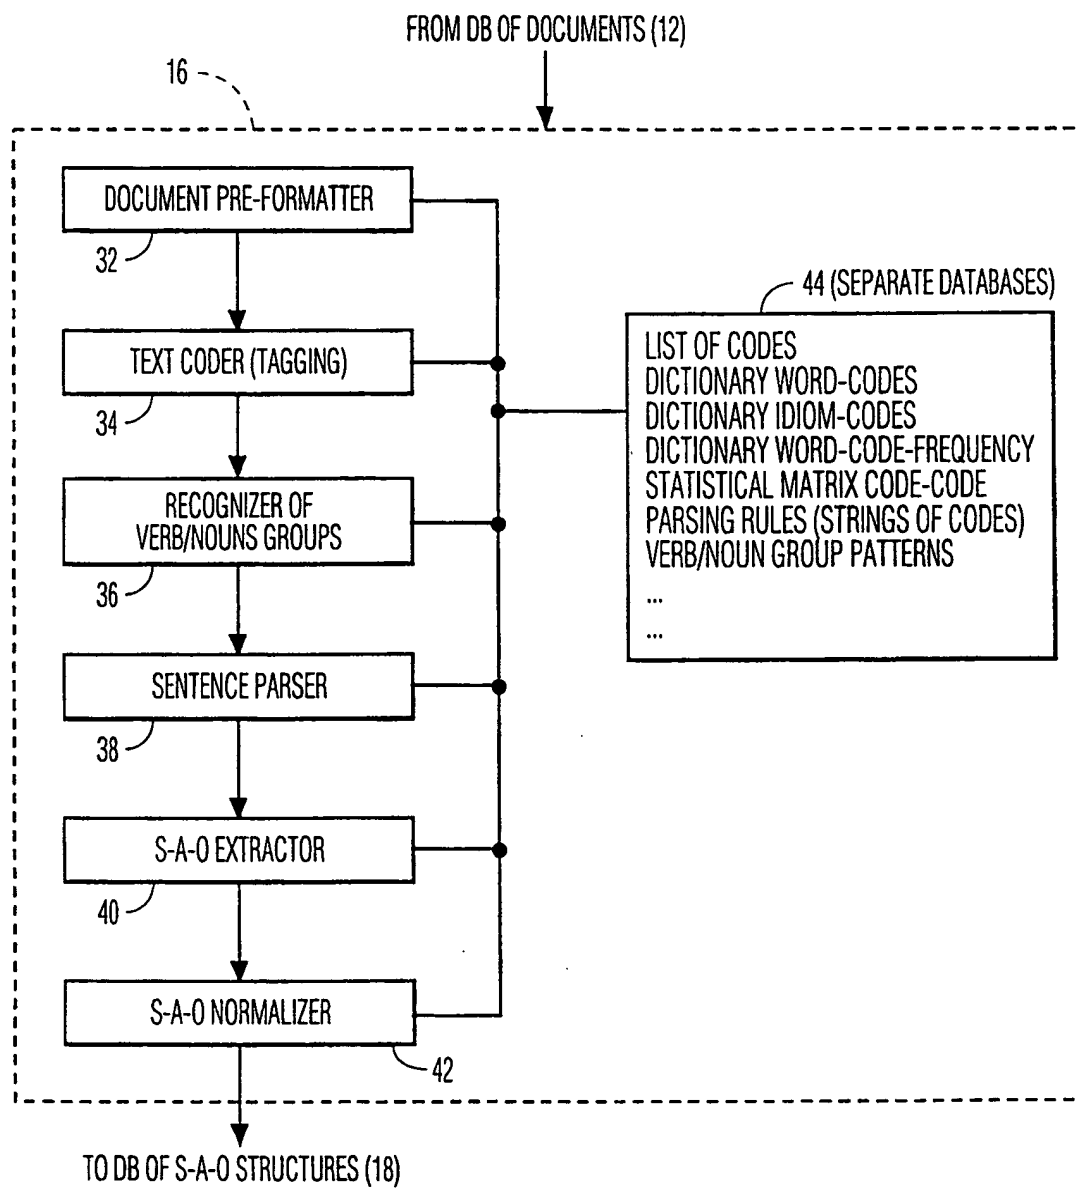 FROM DB OF DOCUMENTS (12)
16
DOCUMENT PRE-FORMATTER
32
TEXT CODER (TAGGING)
34
RECOGNIZER OF
VERB/NOUNS GROUPS
36
SENTENCE PARSER
38
S-A-O EXTRACTOR
40
S-A-O NORMALIZER
42
44 (SEPARATE DATABASES)
LIST OF CODES
DICTIONARY WORD-CODES
DICTIONARY IDIOM-CODES
DICTIONARY WORD-CODE-FREQUENCY
STATISTICAL MATRIX CODE-CODE
PARSING RULES (STRINGS OF CODES)
VERB/NOUN GROUP PATTERNS
...
...
TO DB OF S-A-O STRUCTURES (18)